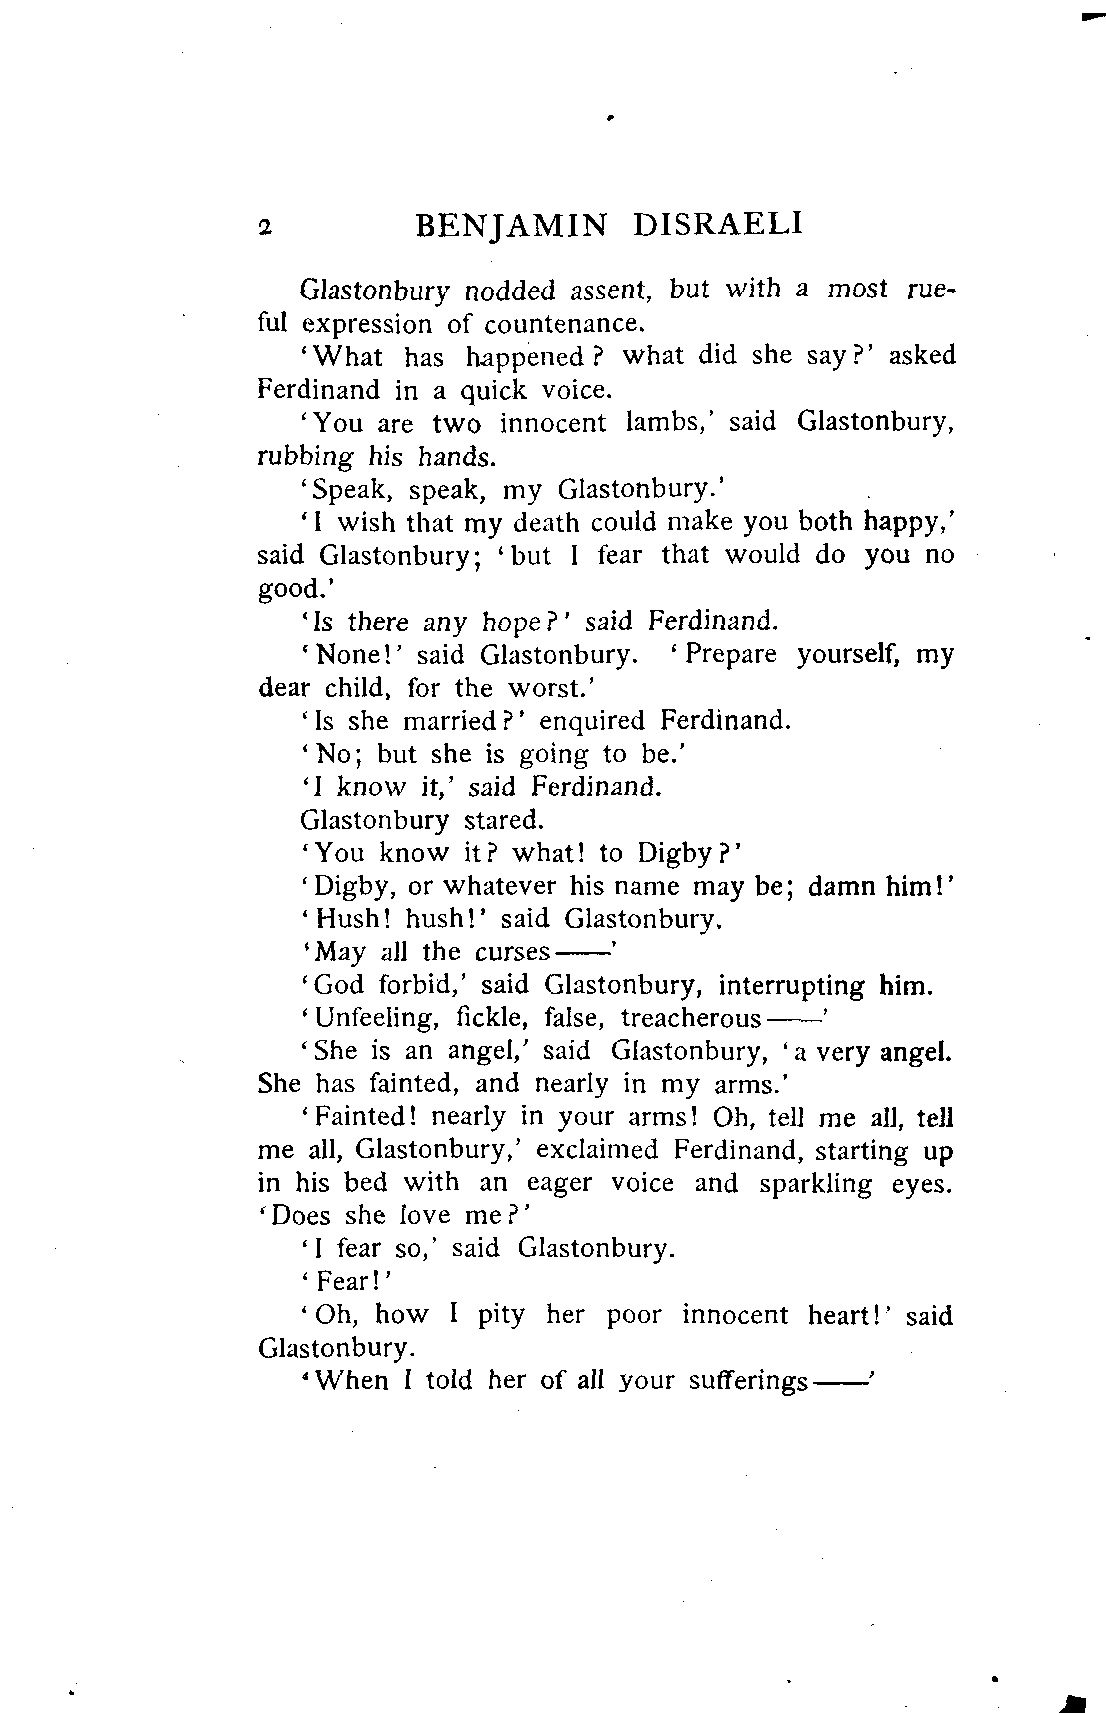 2 BENJAMIN DISRAELI
Glastonbury nodded assent, but with a most rue-
ful expression of countenance.
‘What has happened? what did she say?’ asked
Ferdinand in a quick voice.
‘You are two innocent lambs,’ said Glastonbury,
rubbing his hands.
‘Speak, speak, my Glastonbury.’
‘I wish that my death could make you both happy,’
said Glastonbury; ‘but I fear that would do you no
good.’
‘Is there any hope?’ said Ferdinand.
‘None!’ said Glastonbury. ‘Prepare yourself, my
dear child, for the worst.’
‘Is she married?’ enquired Ferdinand.
‘No; but she is going to be.’
‘I know it,’ said Ferdinand.
Glastonbury stared.
‘You know it? what! to Digby?’
‘Digby, or whatever his name may be; damn him!’
‘Hush! hush!’ said Glastonbury.
‘May all the curses——’
‘God forbid,’ said Glastonbury, interrupting him.
‘Unfeeling, fickle, false, treacherous——’
‘She is an angel,’ said Glastonbury, ‘a very angel.
She has fainted, and nearly in my arms.’
‘Fainted! nearly in your arms! Oh, tell me all, tell
me all, Glastonbury,’ exclaimed Ferdinand, starting up
in his bed with an eager voice and sparkling eyes.
‘Does she love me?’
‘I fear so,’ said Glastonbury.
‘Fear!’
‘Oh, how I pity her poor innocent heart!’ said
Glastonbury.
‘When I told her of all your sufferings——’